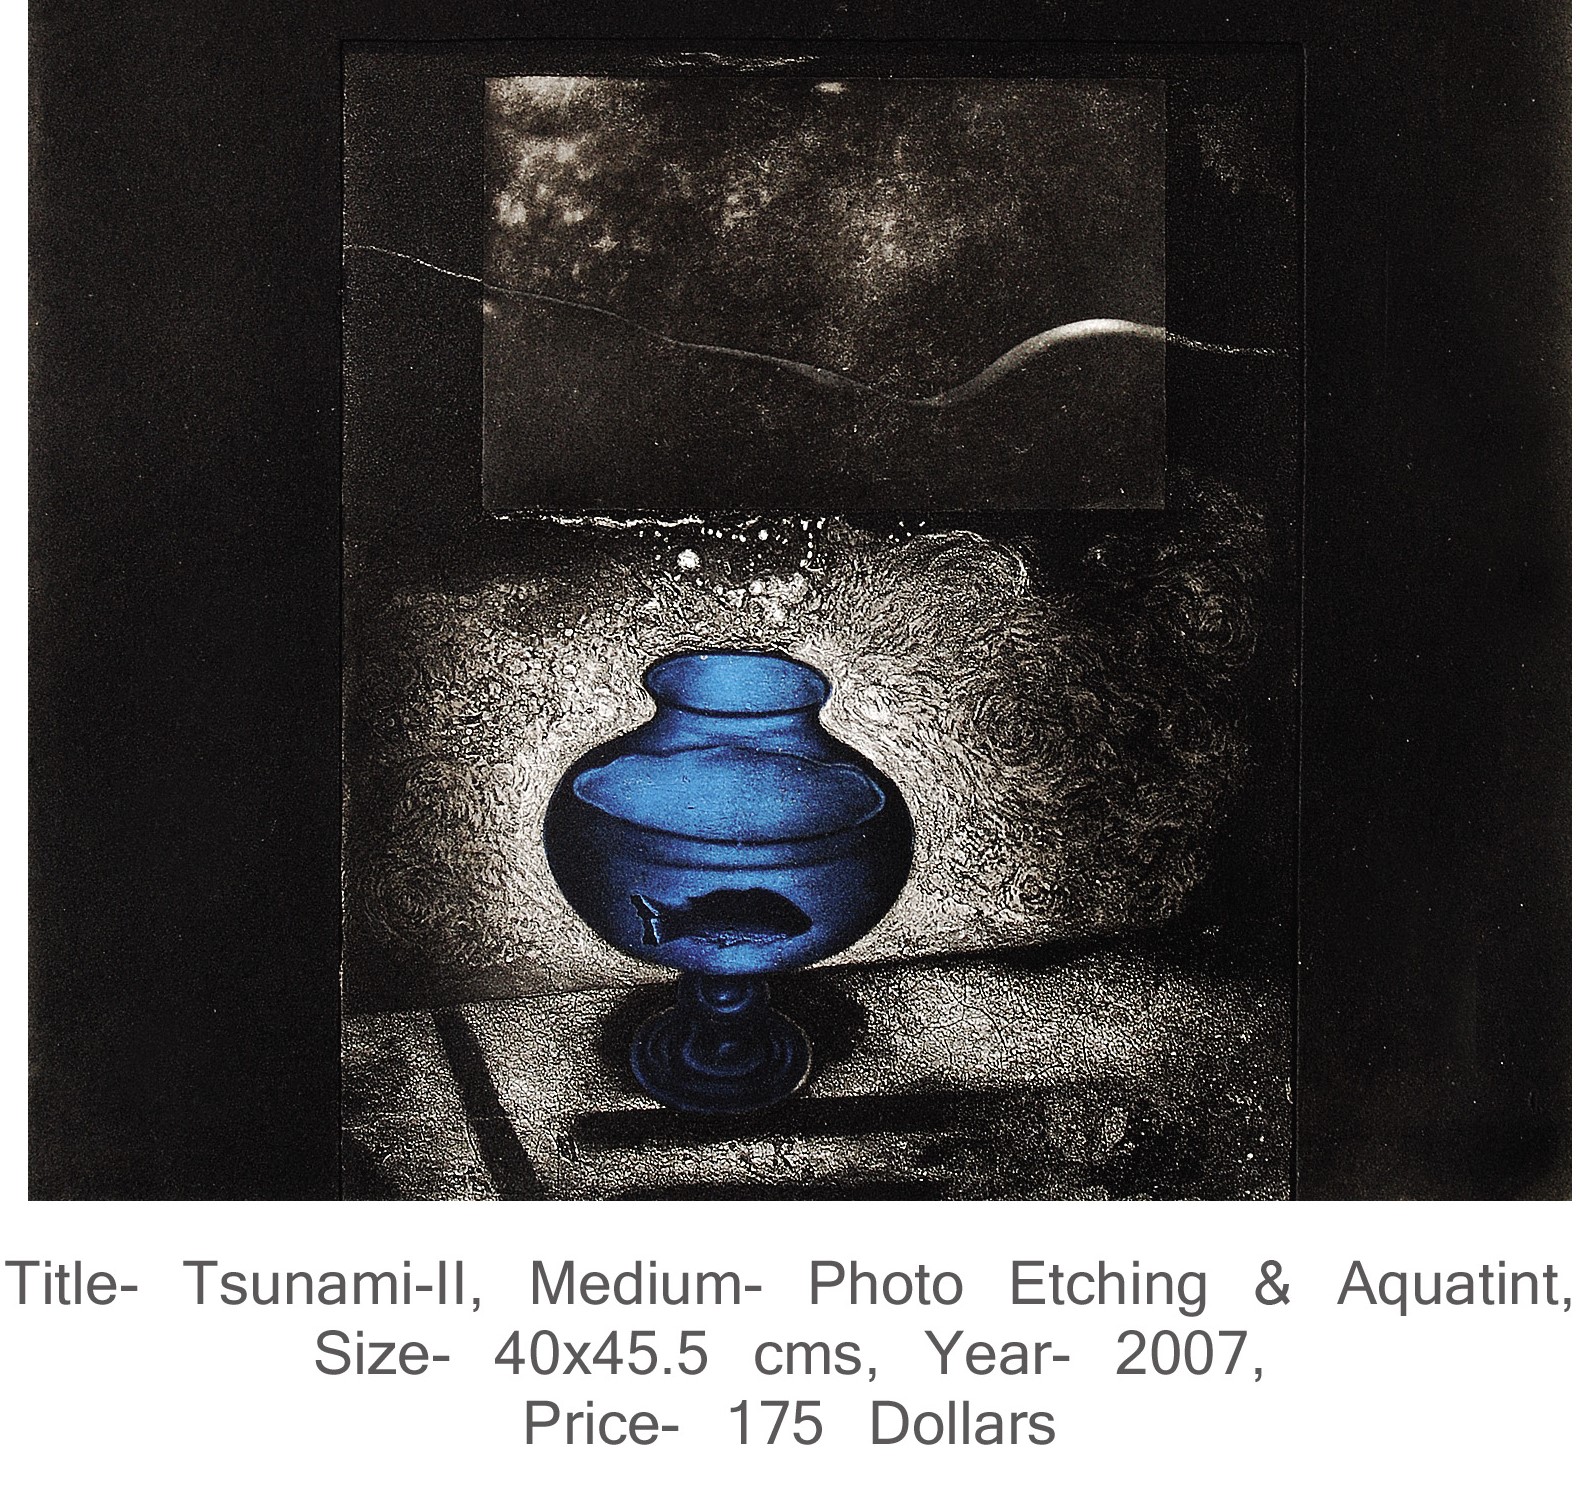 Title- Tsunami-II, Medium- Photo Etching & Aquatint,
Size- 40x45.5 cms, Year- 2007,
Price- 175 Dollars